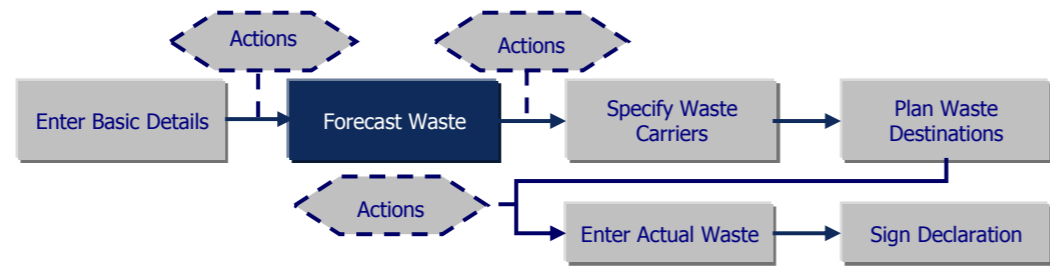 Actions
Actions
Enter Basic Details
Forecast Waste
Specify Waste
Carriers
Plan Waste
Destinations
Actions
Enter Actual Waste
Sign Declaration